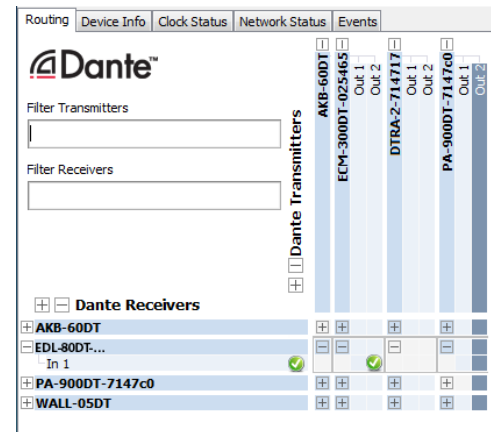 Routing Device Info Clock Status Network Status Events
Dante™
Filter Transmitters
Filter Receivers
Dante Transmitters
AKB-60DT
ECM-300DT-025465
Out 1
Out 2
DTRA-2-714717
Out 1
Out 2
PA-900DT-7147c0
Out 1
Out 2
Dante Receivers
AKB-60DT
EDL-80DT-...
In 1
PA-900DT-7147c0
WALL-05DT